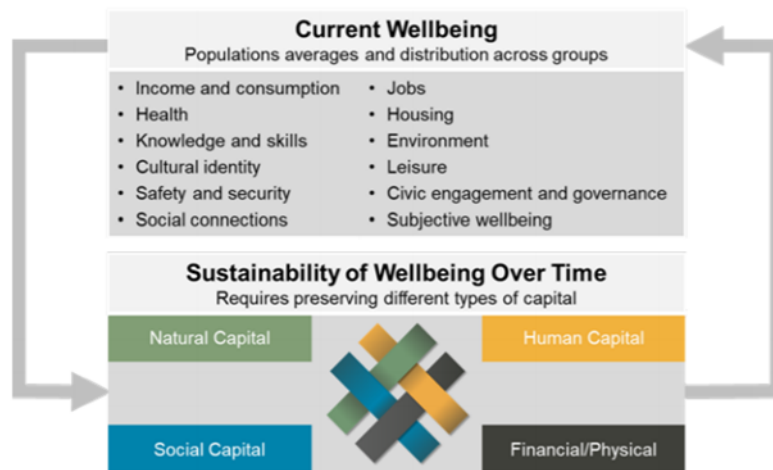 Current Wellbeing
Populations averages and distribution across groups
• Income and consumption
• Health
• Knowledge and skills
• Cultural identity
• Safety and security
• Social connections
• Jobs
• Housing
• Environment
• Leisure
• Civic engagement and governance
• Subjective wellbeing
Sustainability of Wellbeing Over Time
Requires preserving different types of capital
Natural Capital
Human Capital
Social Capital
Financial/Physical